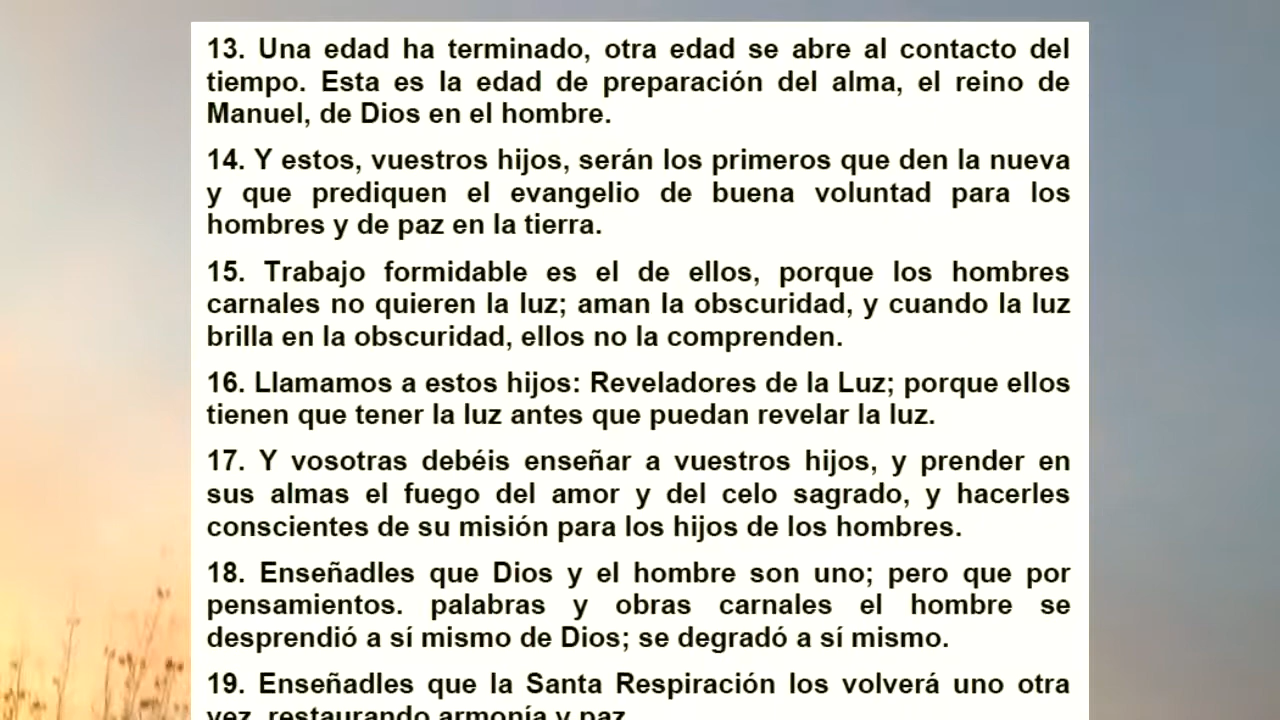 13. Una edad ha terminado, otra edad se abre al contacto del
tiempo. Esta es la edad de preparación del alma, el reino de
Manuel, de Dios en el hombre.
14. Y estos, vuestros hijos, serán los primeros que den la nueva
y que prediquen el evangelio de buena voluntad para los
hombres y de paz en la tierra.
15. Trabajo formidable es el de ellos, porque los hombres
carnales no quieren la luz; aman la obscuridad, y cuando la luz
brilla en la obscuridad, ellos no la comprenden.
16. Llamamos a estos hijos: Reveladores de la Luz; porque ellos
tienen que tener la luz antes que puedan revelar la luz.
17. Y vosotras debéis enseñar a vuestros hijos, y prender en
sus almas el fuego del amor y del celo sagrado, y hacerles
conscientes de su misión para los hijos de los hombres.
18. Enseñadles que Dios y el hombre son uno; pero que por
pensamientos. palabras y obras carnales el hombre se
desprendió a sí mismo de Dios; se degradó a sí mismo.
19. Enseñadles que la Santa Respiración los volverá uno otra
vez, restaurando armonía y paz